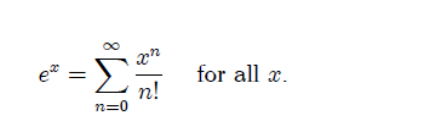 $e^x = \sum_{n=0}^{\infty} \frac{x^n}{n!}$ for all $x$.